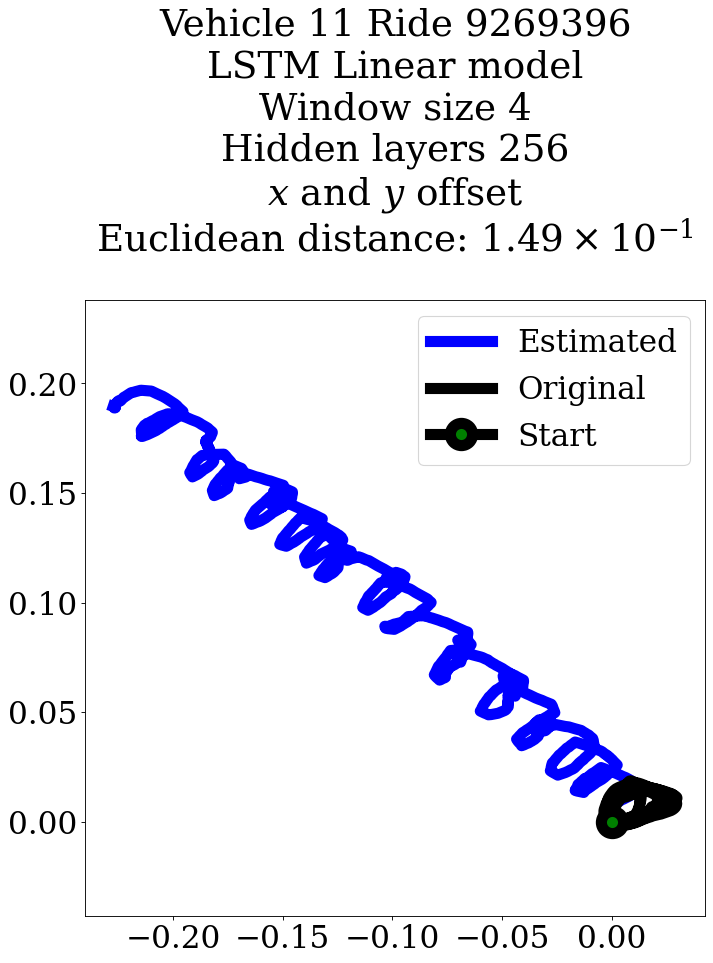 Vehicle 11 Ride 9269396
LSTM Linear model
Window size 4
Hidden layers 256
x and y offset
Euclidean distance: 1.49 × 10⁻¹
Estimated
Original
Start
0.20
0.15
0.10
0.05
0.00
−0.20 −0.15 −0.10 −0.05 0.00